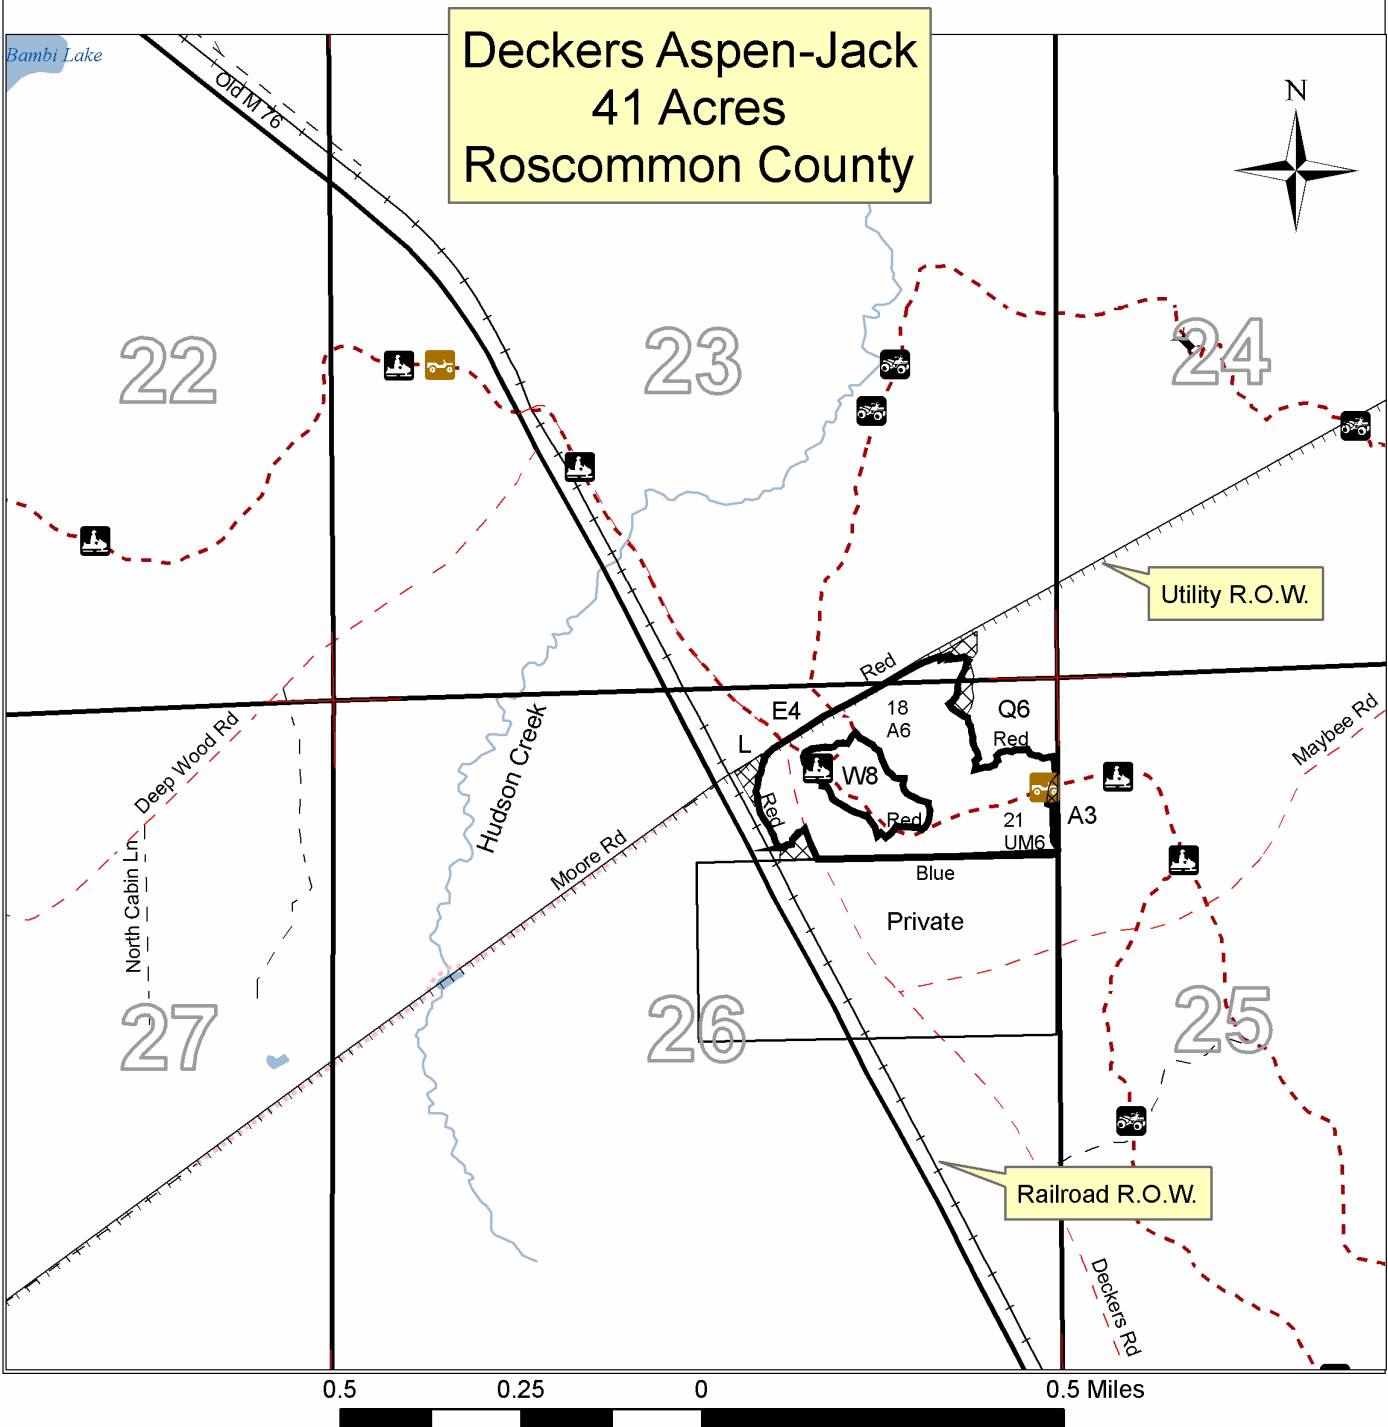 Deckers Aspen-Jack
41 Acres
Roscommon County
Bambi Lake
Old M 76
N
22
23
24
Utility R.O.W.
Red
E4
18
A6
Q6
Red
L
W8
Red
Red
21
UM6
A3
Maybee Rd
Deep Wood Rd
Hudson Creek
Moore Rd
North Cabin Ln
Blue
Private
27
26
25
Railroad R.O.W.
Deckers Rd
0.5 0.25 0 0.5 Miles